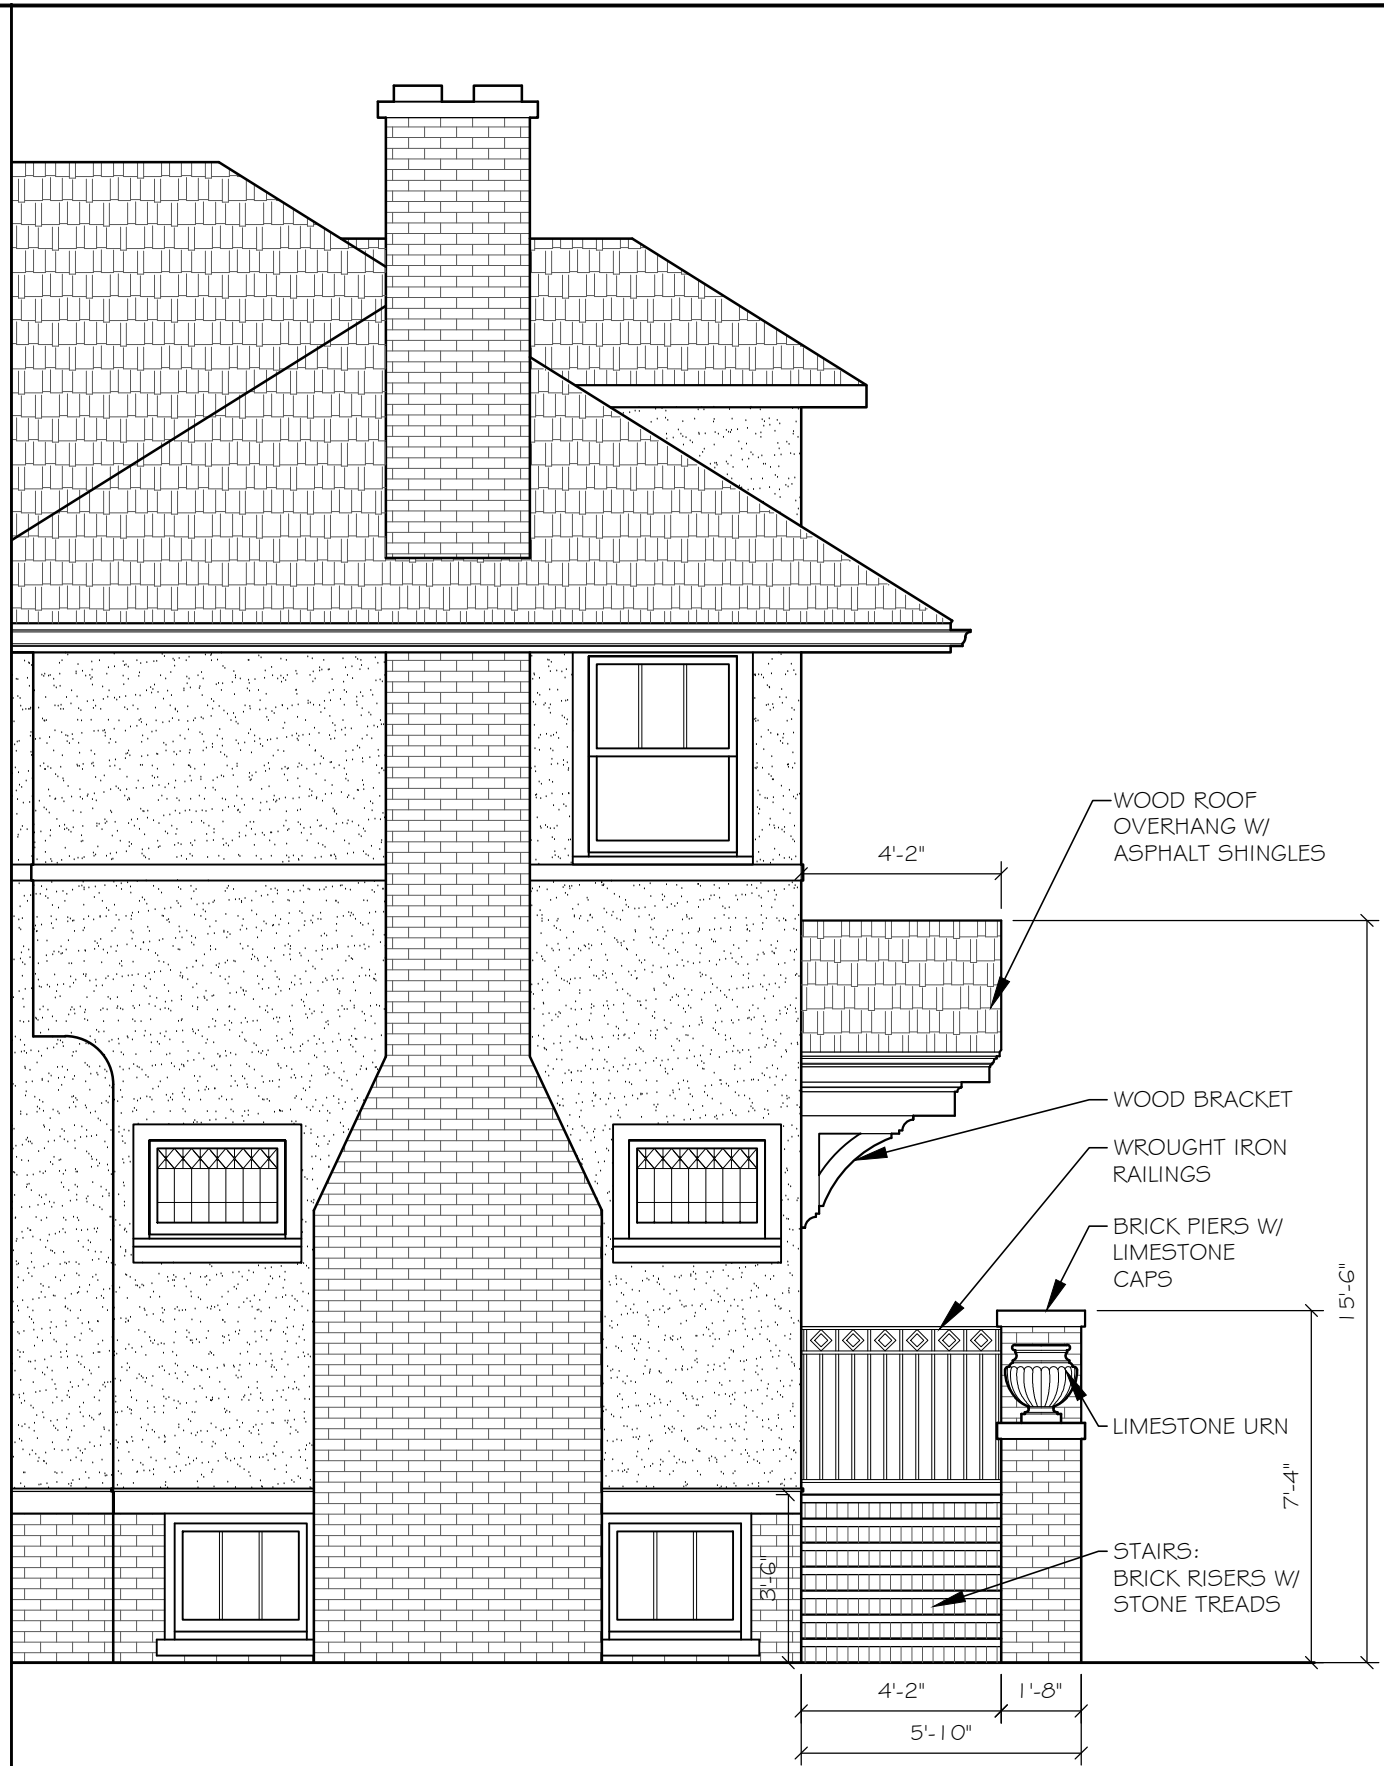 WOOD ROOF
OVERHANG W/
ASPHALT SHINGLES
4'-2"
WOOD BRACKET
WROUGHT IRON
RAILINGS
BRICK PIERS W/
LIMESTONE
CAPS
15'-6"
LIMESTONE URN
7'-4"
STAIRS:
BRICK RISERS W/
STONE TREADS
3'-6"
4'-2"
1'-8"
5'-10"